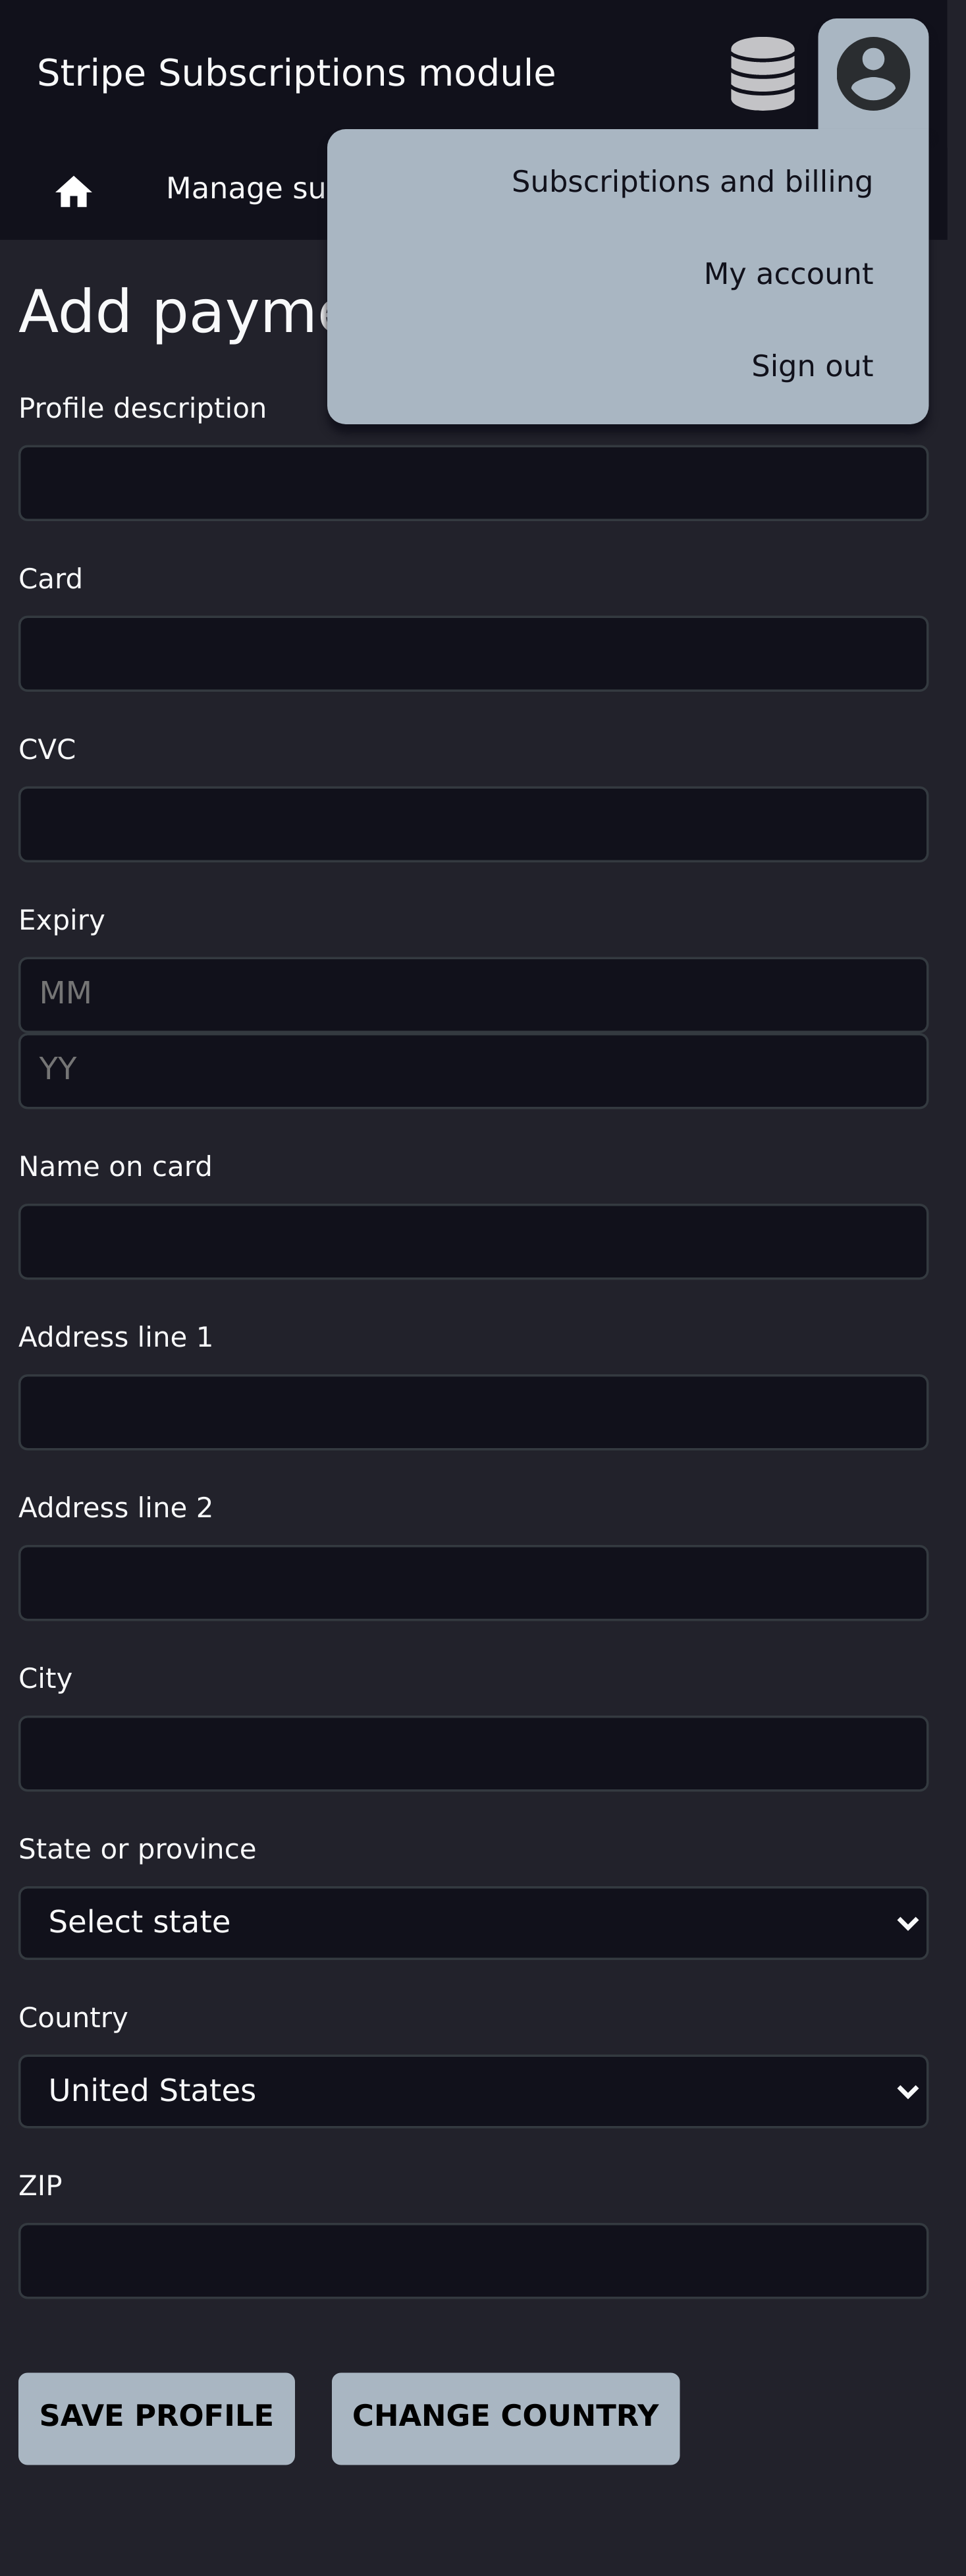 Stripe Subscriptions module
Subscriptions and billing
My account
Sign out
Manage
Add
Profile description
Card
CVC
Expiry
MM
YY
Name on card
Address line 1
Address line 2
City
State or province
Select state
Country
United States
ZIP
SAVE PROFILE
CHANGE COUNTRY